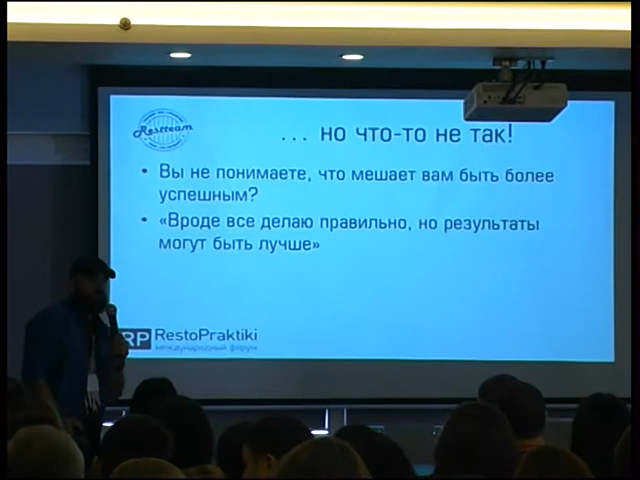 Restteam
... но что-то не так!
• Вы не понимаете, что мешает вам быть более
успешным?
• «Вроде все делаю правильно, но результаты
могут быть лучше»
RP RestoPraktiki
международный форум